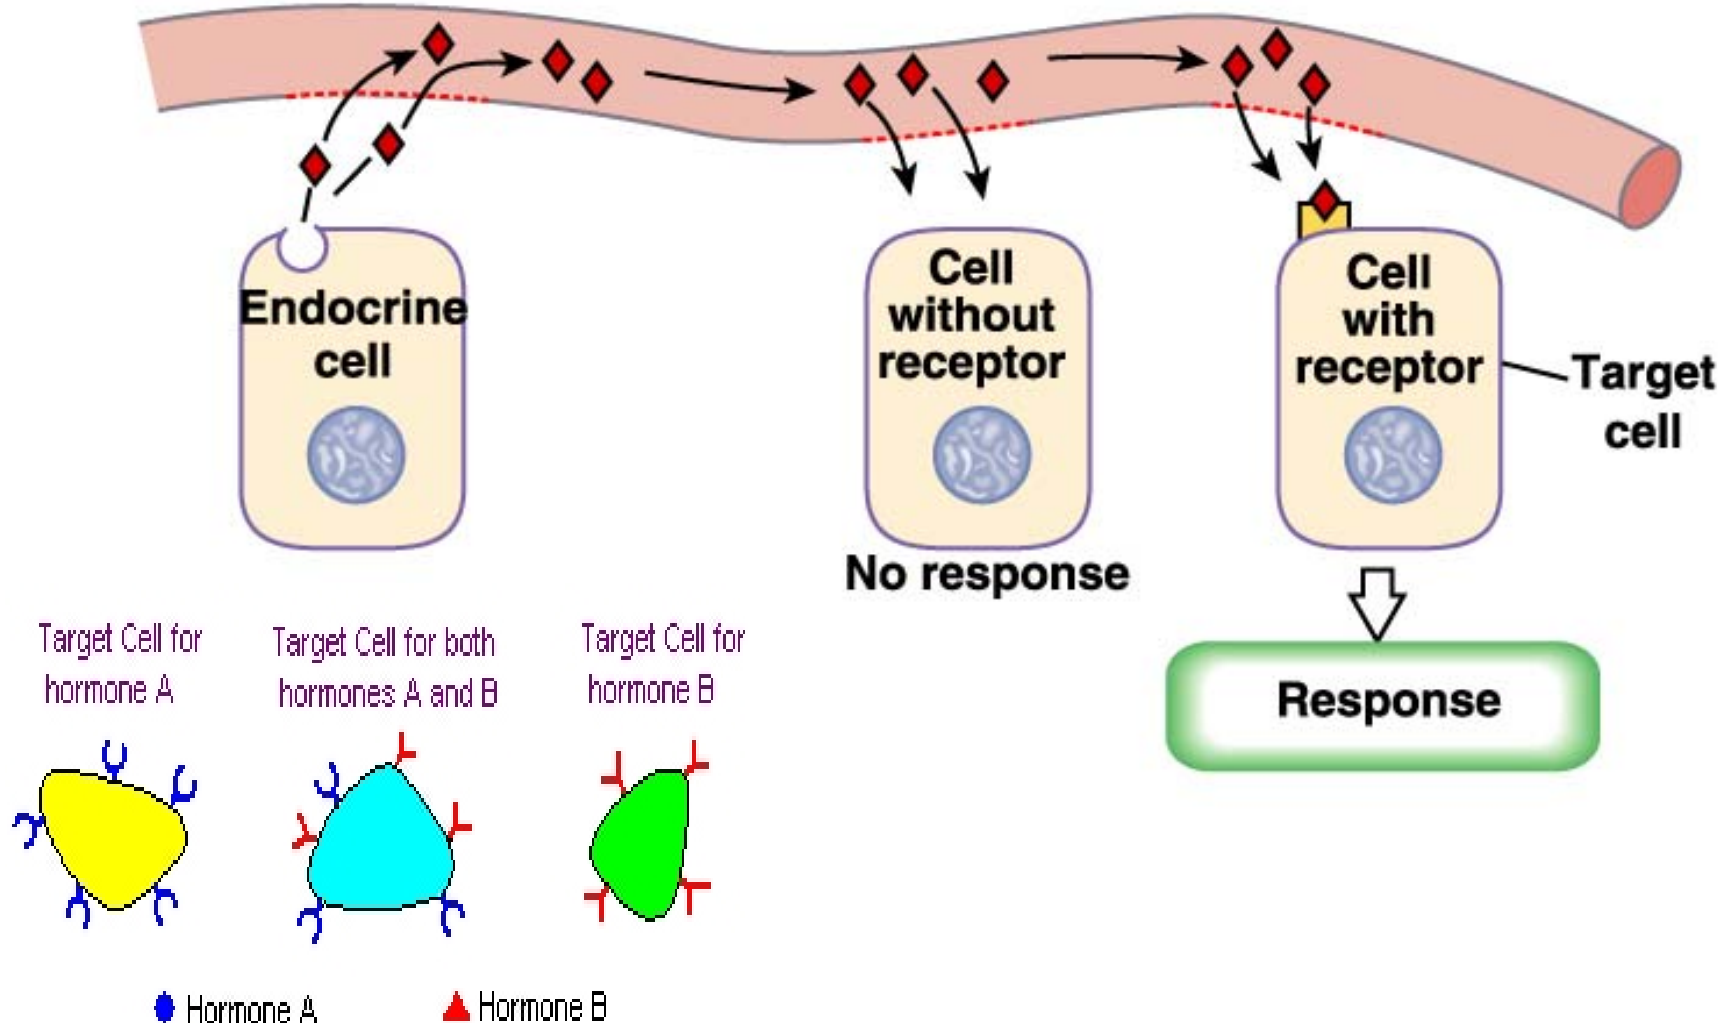 Endocrine
cell
Cell
without
receptor
Cell
with
receptor
Target
cell
No response
Response
Target Cell for
hormone A
Target Cell for both
hormones A and B
Target Cell for
hormone B
Hormone A
Hormone B